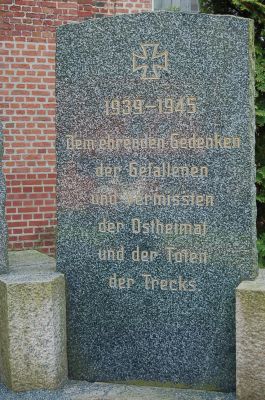 1939-1945
Dem ehrenden Gedenken
der Gefallenen
und Vermissten
der Ostheimat
und der Toten
der Trecks